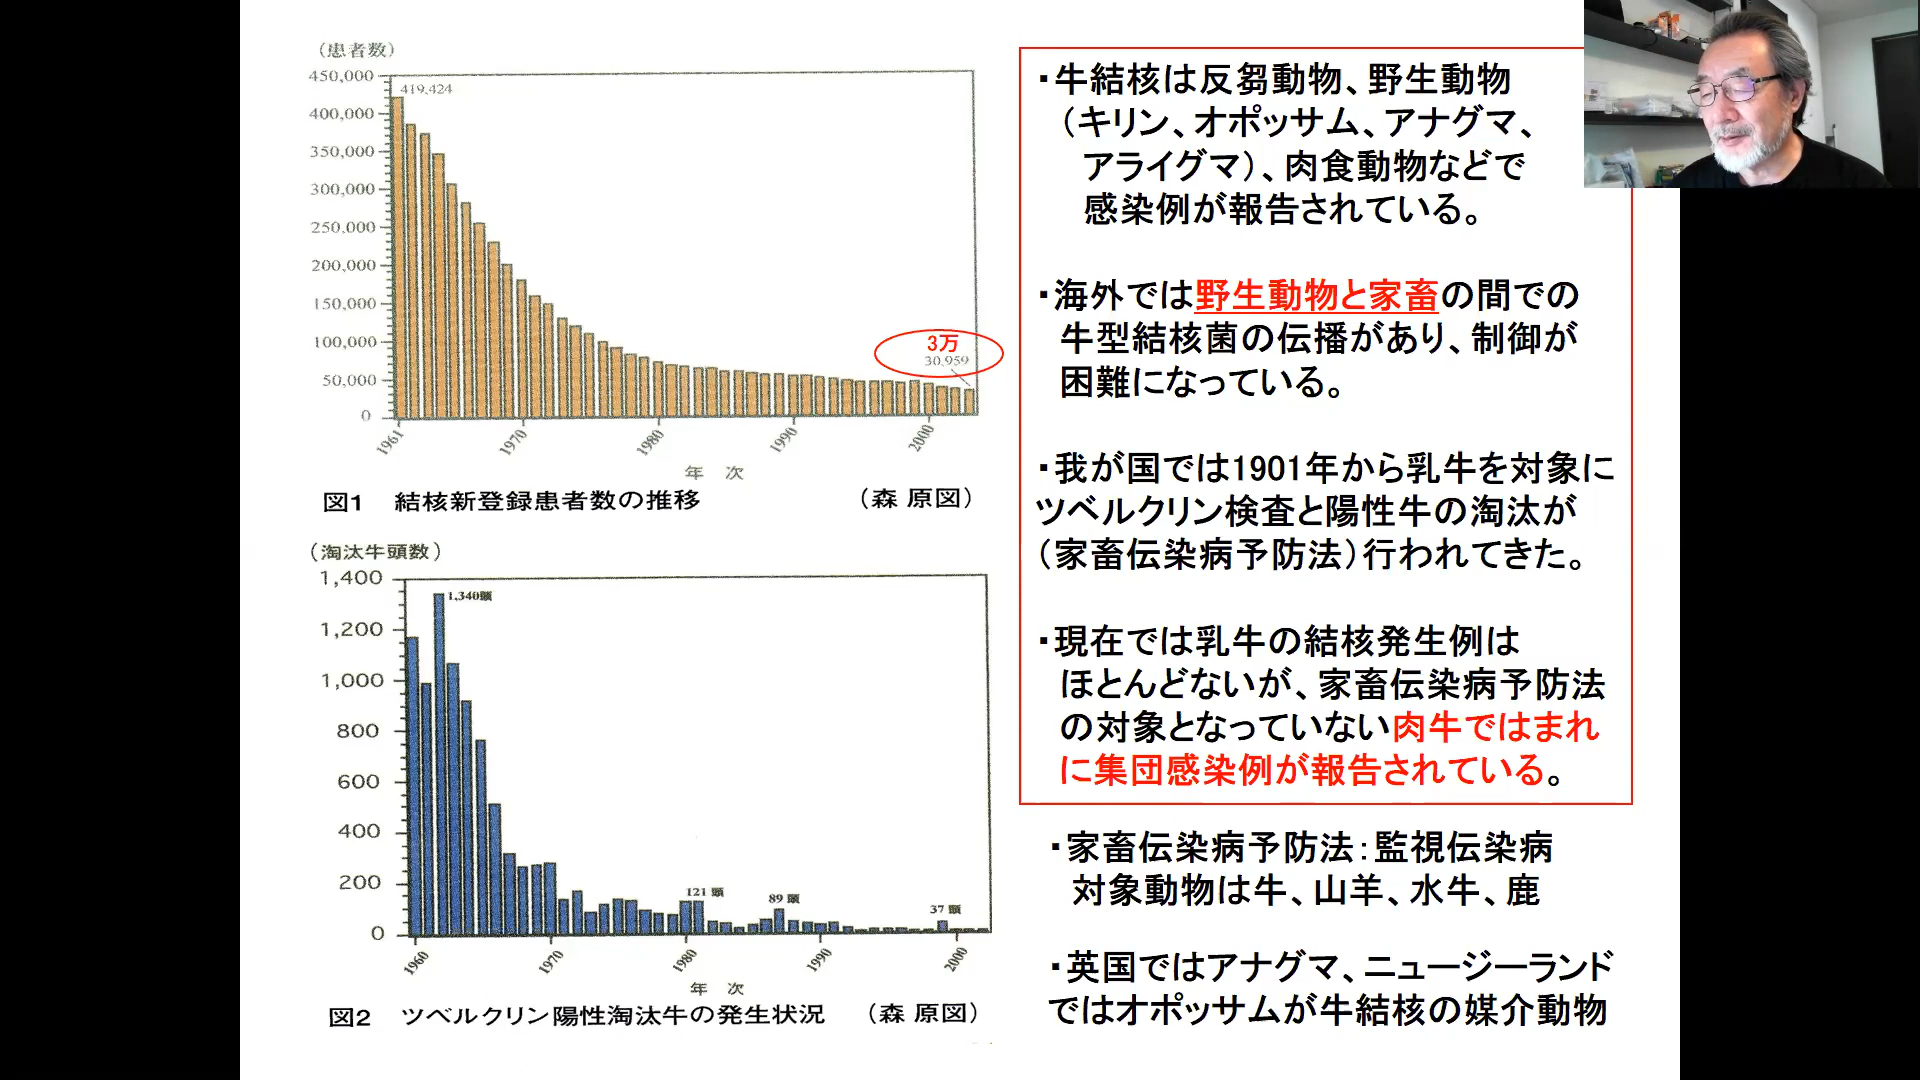 （患者数）
450,000
419,424
400,000
350,000
300,000
250,000
200,000
150,000
100,000
50,000
0
3万
30,959
1961
1970
1980
1990
2000
年 次
図1 結核新登録患者数の推移 （森 原図）
（淘汰牛頭数）
1,400
1,340頭
1,200
1,000
800
600
400
200
0
121 頭
89 頭
37 頭
1960
1970
1980
1990
2000
年 次
図2 ツベルクリン陽性淘汰牛の発生状況 （森 原図）
・牛結核は反芻動物、野生動物
（キリン、オポッサム、アナグマ、
アライグマ）、肉食動物などで
感染例が報告されている。
・海外では野生動物と家畜の間での
牛型結核菌の伝播があり、制御が
困難になっている。
・我が国では1901年から乳牛を対象に
ツベルクリン検査と陽性牛の淘汰が
（家畜伝染病予防法）行われてきた。
・現在では乳牛の結核発生例は
ほとんどないが、家畜伝染病予防法
の対象となっていない肉牛ではまれ
に集団感染例が報告されている。
・家畜伝染病予防法：監視伝染病
対象動物は牛、山羊、水牛、鹿
・英国ではアナグマ、ニュージーランド
ではオポッサムが牛結核の媒介動物